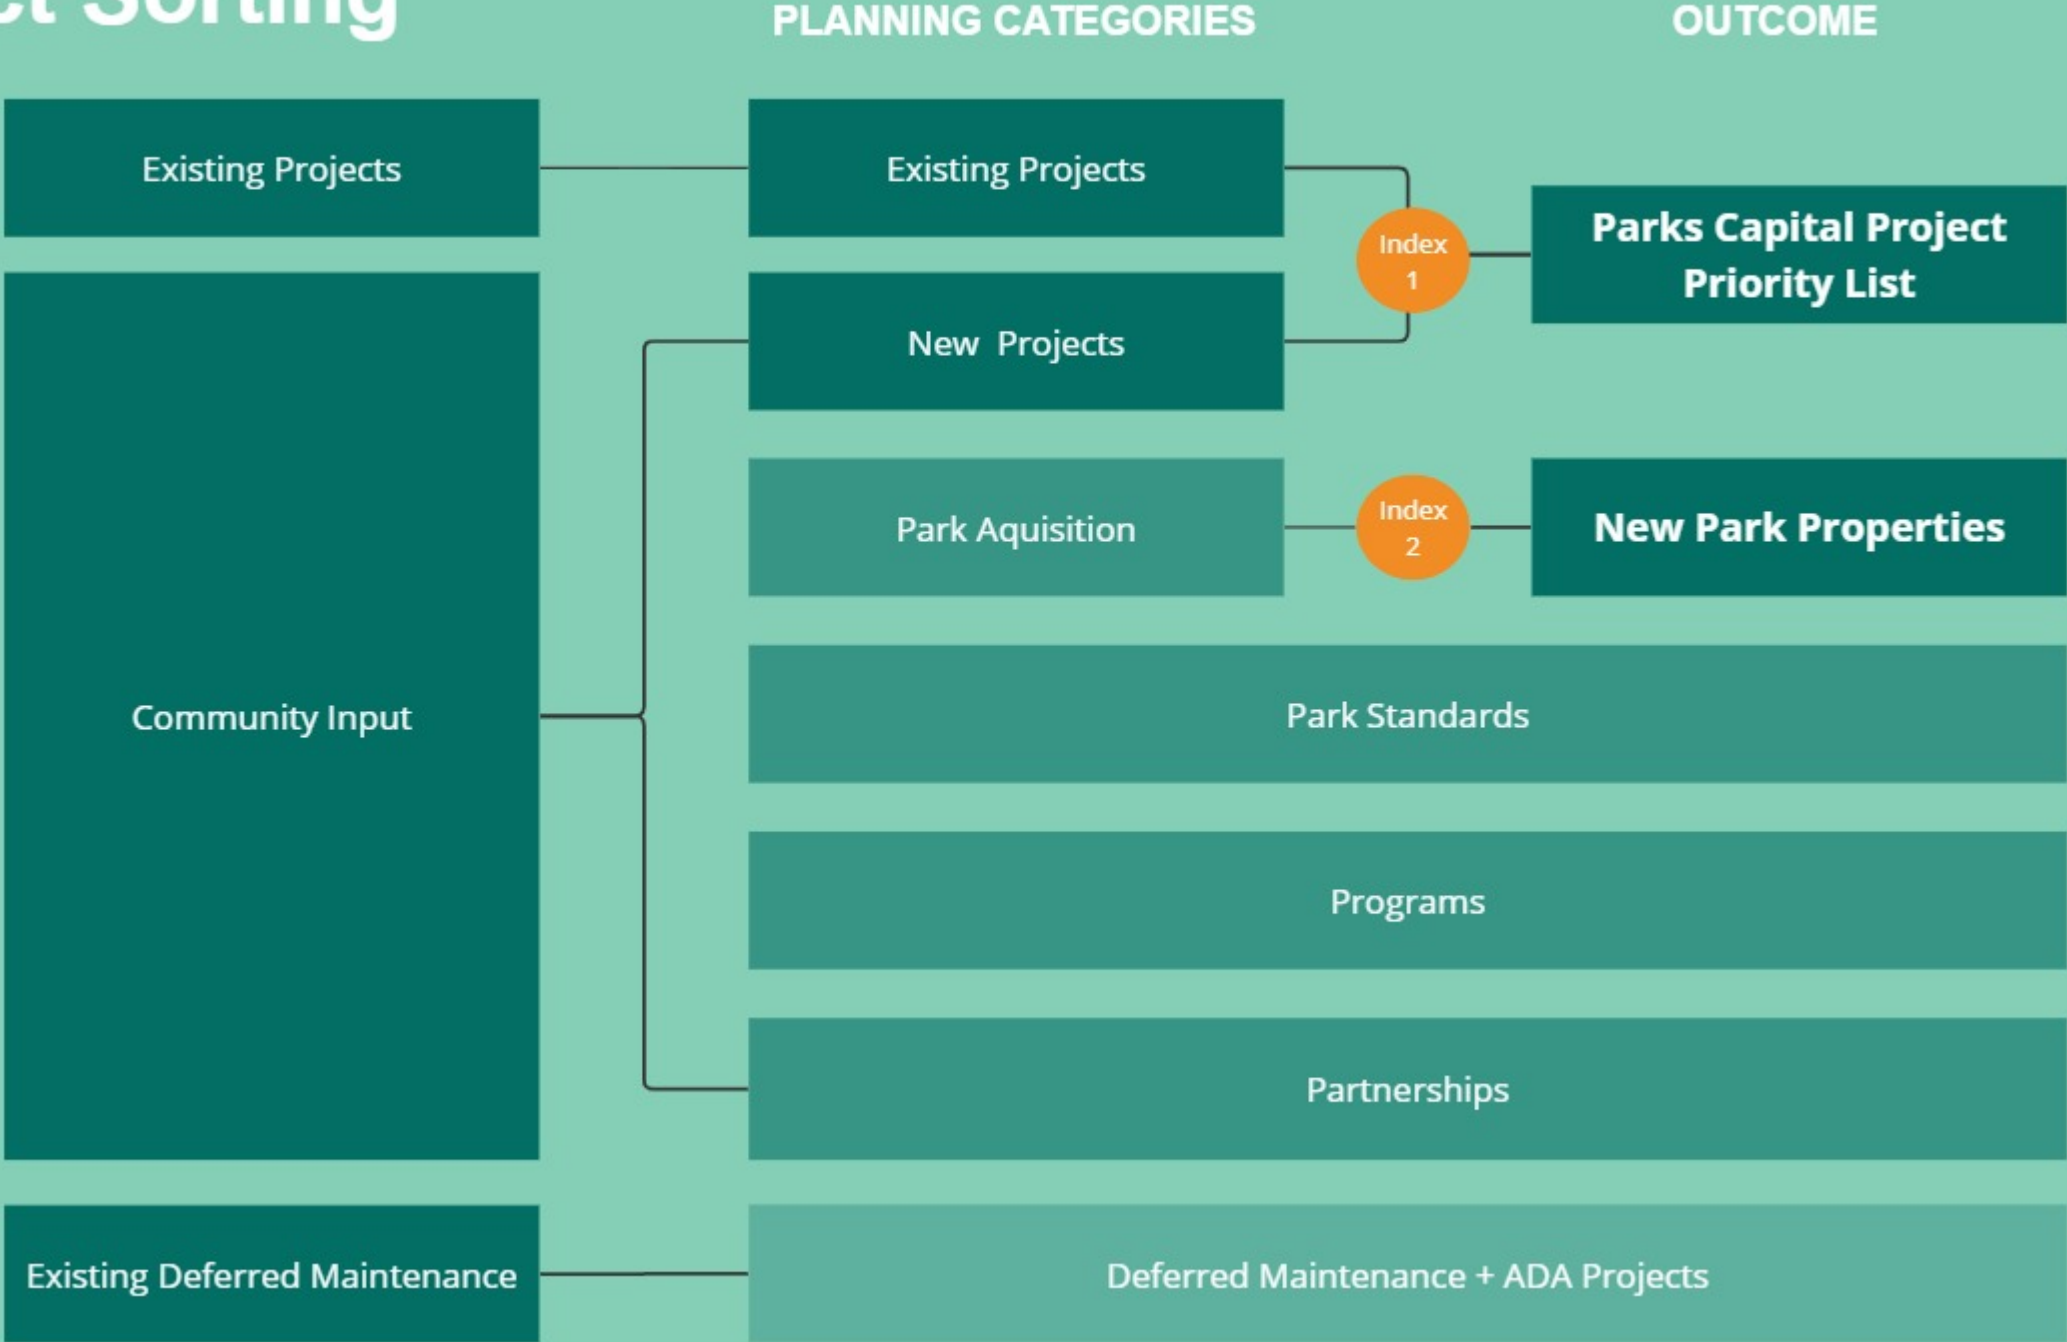 Sorting
PLANNING CATEGORIES
OUTCOME
Existing Projects
Existing Projects
Index
1
Parks Capital Project
Priority List
New Projects
Park Aquisition
Index
2
New Park Properties
Community Input
Park Standards
Programs
Partnerships
Existing Deferred Maintenance
Deferred Maintenance + ADA Projects